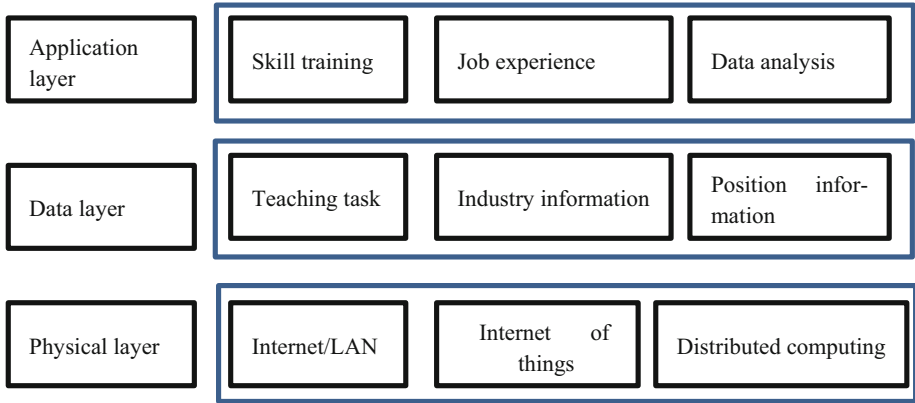 Application
layer
Skill training
Job experience
Data analysis
Data layer
Teaching task
Industry information
Position infor-
mation
Physical layer
Internet/LAN
Internet of
things
Distributed computing